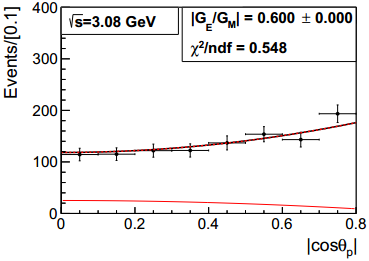 √s=3.08 GeV
|G_E/G_M| = 0.600 ± 0.000
χ²/ndf = 0.548
Events/[0.1]
400
300
200
100
0
0 0.2 0.4 0.6 0.8
|cosθ_p|